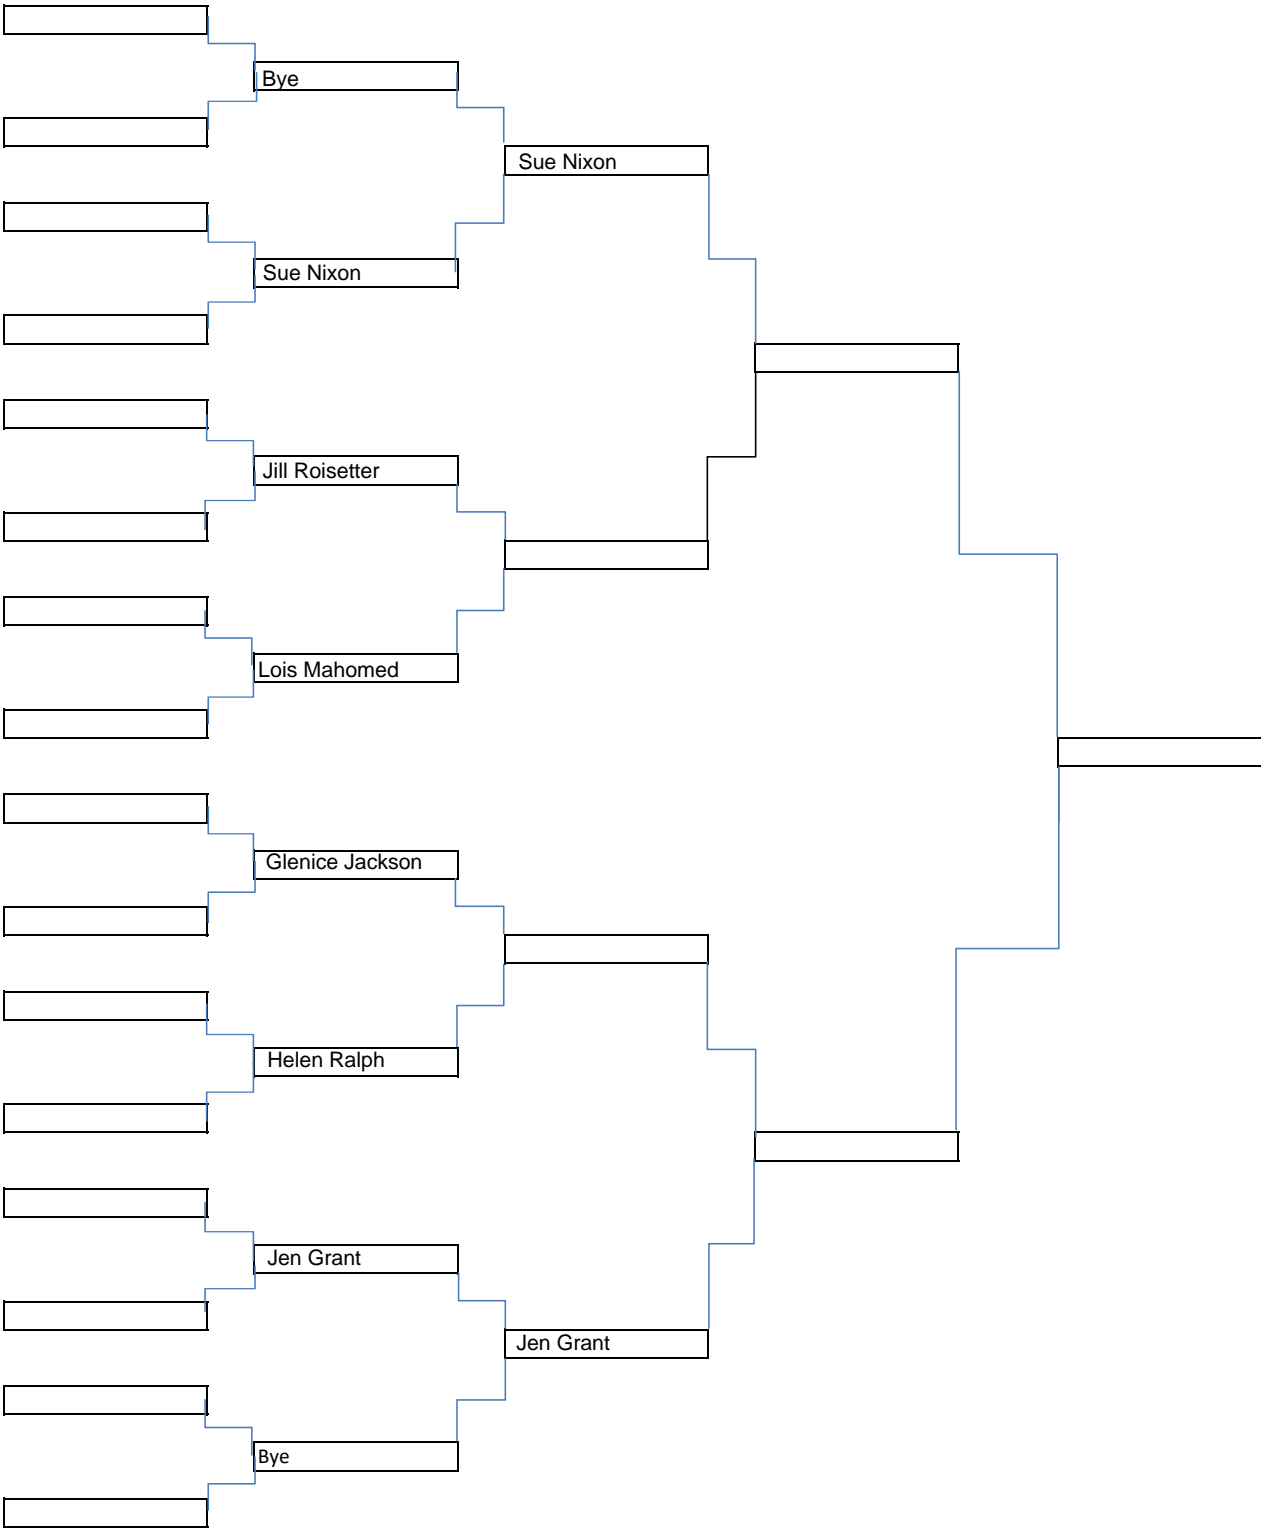 Bye
Sue Nixon
Sue Nixon
Jill Roisetter
Lois Mahomed
Glenice Jackson
Helen Ralph
Jen Grant
Jen Grant
Bye